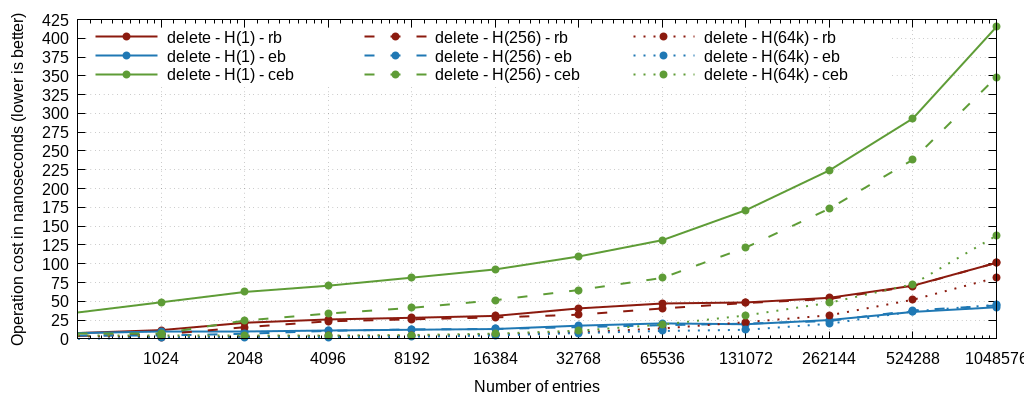 Operation cost in nanoseconds (lower is better)
425
400
375
350
325
300
275
250
225
200
175
150
125
100
75
50
25
0
delete - H(1) - rb
delete - H(1) - eb
delete - H(1) - ceb
delete - H(256) - rb
delete - H(256) - eb
delete - H(256) - ceb
delete - H(64k) - rb
delete - H(64k) - eb
delete - H(64k) - ceb
1024 2048 4096 8192 16384 32768 65536 131072 262144 524288 1048576
Number of entries